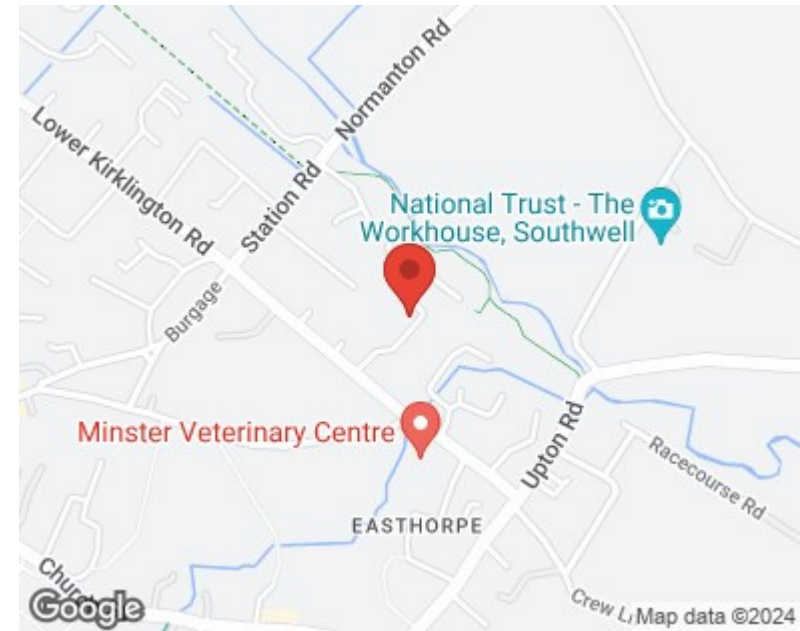 Normanton Rd
Lower Kirklington Rd
Station Rd
National Trust - The
Workhouse, Southwell
Burgage
Minster Veterinary Centre
Upton Rd
Racecourse Rd
EASTHORPE
Crew L
Google
Map data ©2024